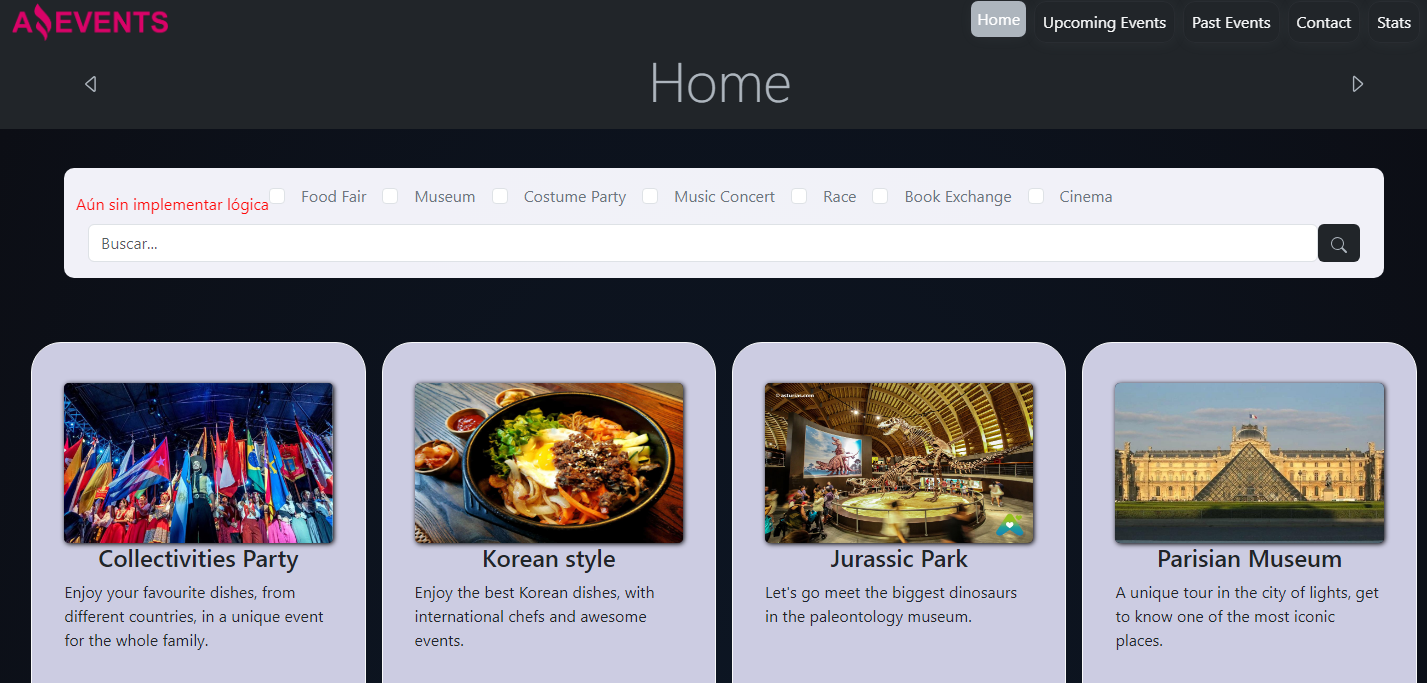 A EVENTS
Home
Upcoming Events
Past Events
Contact
Stats
Home
Aún sin implementar lógica
Food Fair
Museum
Costume Party
Music Concert
Race
Book Exchange
Cinema
Buscar...
Collectivities Party
Enjoy your favourite dishes, from
different countries, in a unique event
for the whole family.
Korean style
Enjoy the best Korean dishes, with
international chefs and awesome
events.
Jurassic Park
Let's go meet the biggest dinosaurs
in the paleontology museum.
Parisian Museum
A unique tour in the city of lights, get
to know one of the most iconic
places.